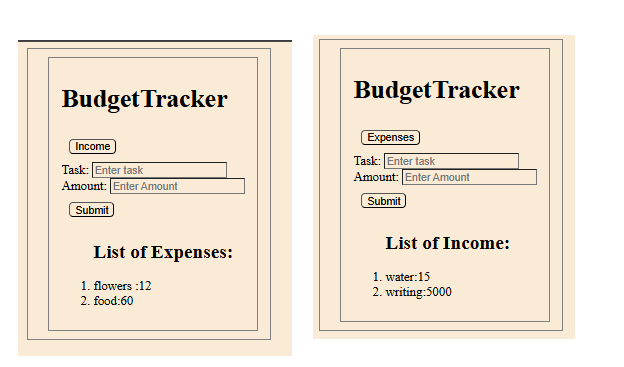 BudgetTracker
Income
Task: Enter task
Amount: Enter Amount
Submit
List of Expenses:
1. flowers :12
2. food:60
BudgetTracker
Expenses
Task: Enter task
Amount: Enter Amount
Submit
List of Income:
1. water:15
2. writing:5000